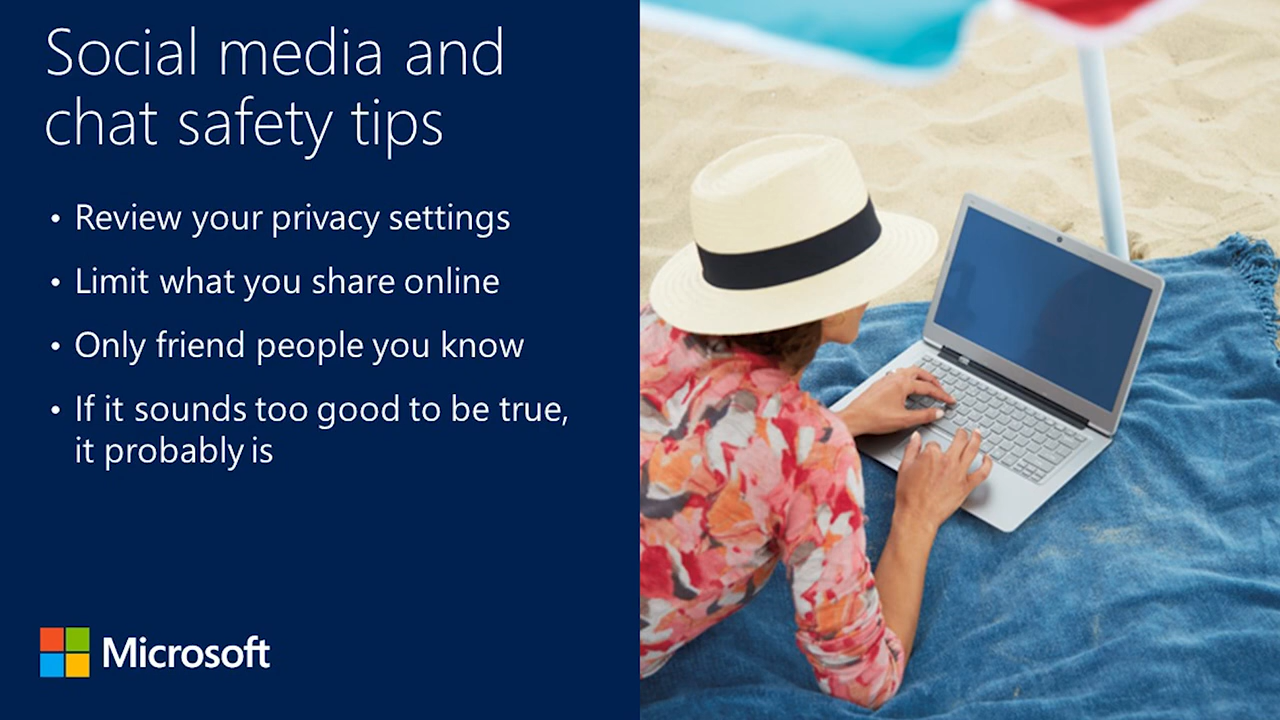 Social media and
chat safety tips
• Review your privacy settings
• Limit what you share online
• Only friend people you know
• If it sounds too good to be true,
it probably is
Microsoft